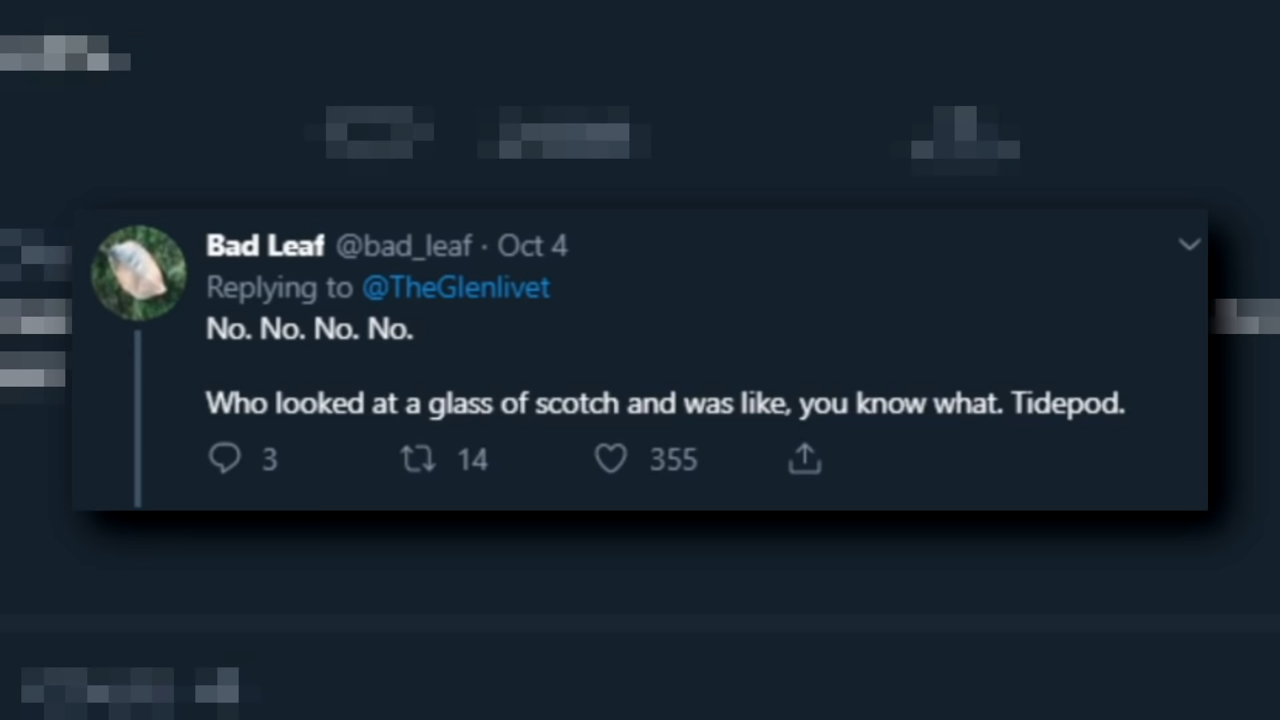 Bad Leaf @bad_leaf · Oct 4
Replying to @TheGlenlivet
No. No. No. No.
Who looked at a glass of scotch and was like, you know what. Tidepod.
3 14 355